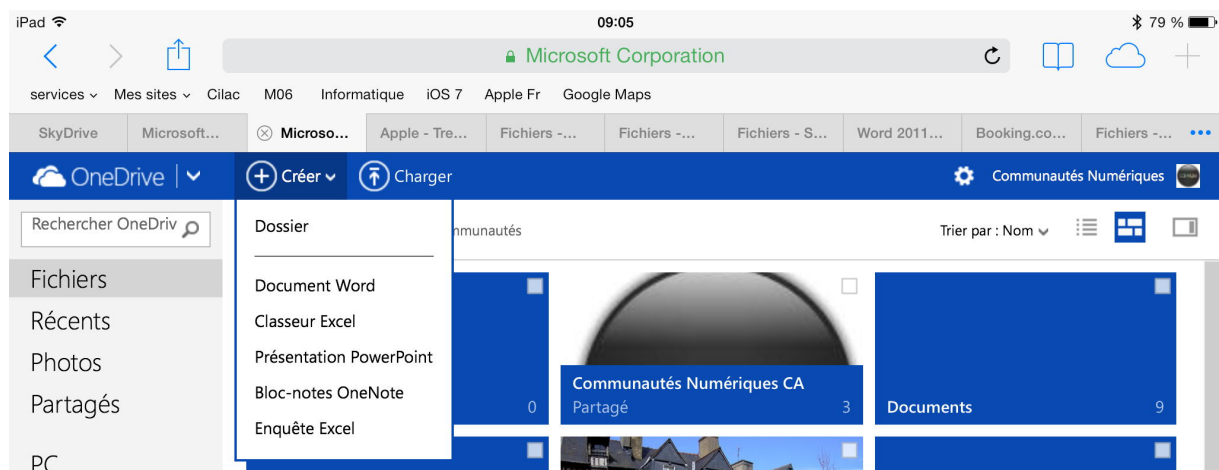 iPad 09:05 79 %
Microsoft Corporation
services Mes sites Cilac M06 Informatique iOS 7 Apple Fr Google Maps
SkyDrive Microsoft... Microso... Apple - Tre... Fichiers -... Fichiers -... Fichiers - S... Word 2011... Booking.co... Fichiers -...
OneDrive Créer Charger Communautés Numériques
Rechercher OneDriv
Dossier
Trier par : Nom
Fichiers
Récents
Photos
Partagés
PC
Document Word
Classeur Excel
Présentation PowerPoint
Bloc-notes OneNote
Enquête Excel
0
Communautés Numériques CA
Partagé 3
Documents 9